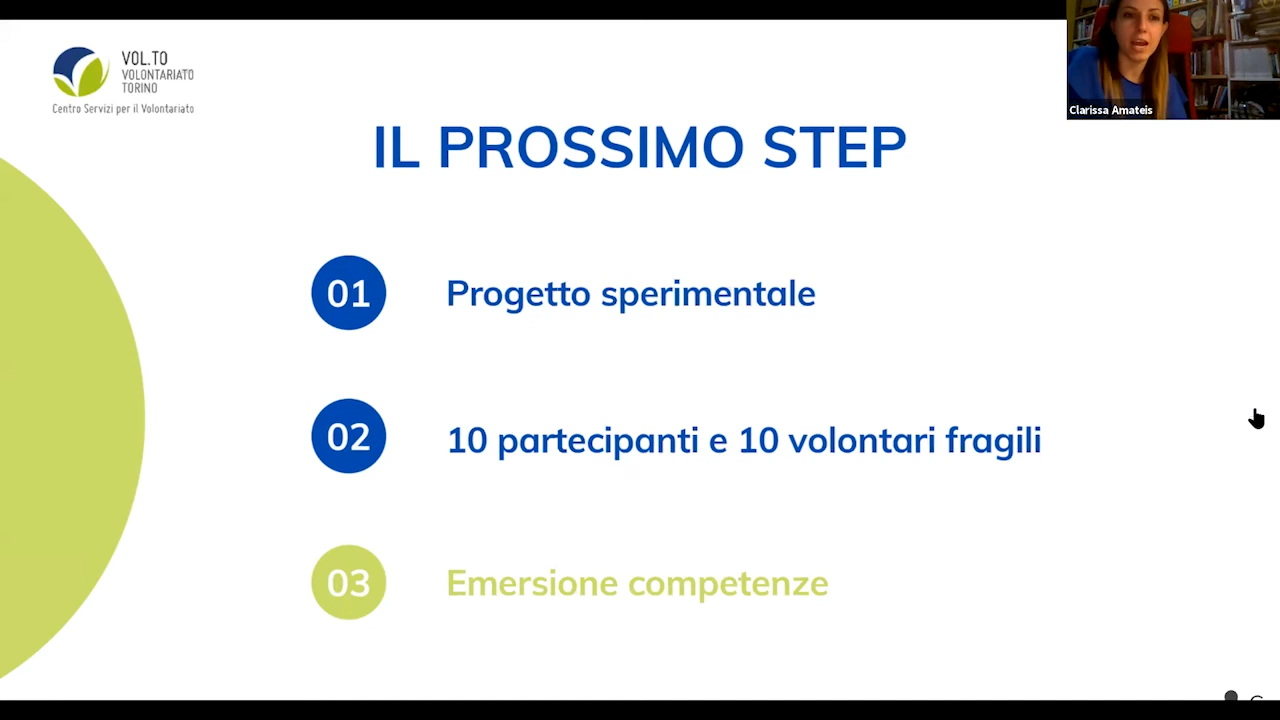 VOL.TO
VOLONTARIATO
TORINO
Centro Servizi per il Volontariato
Clarissa Amateis
IL PROSSIMO STEP
01 Progetto sperimentale
02 10 partecipanti e 10 volontari fragili
03 Emersione competenze